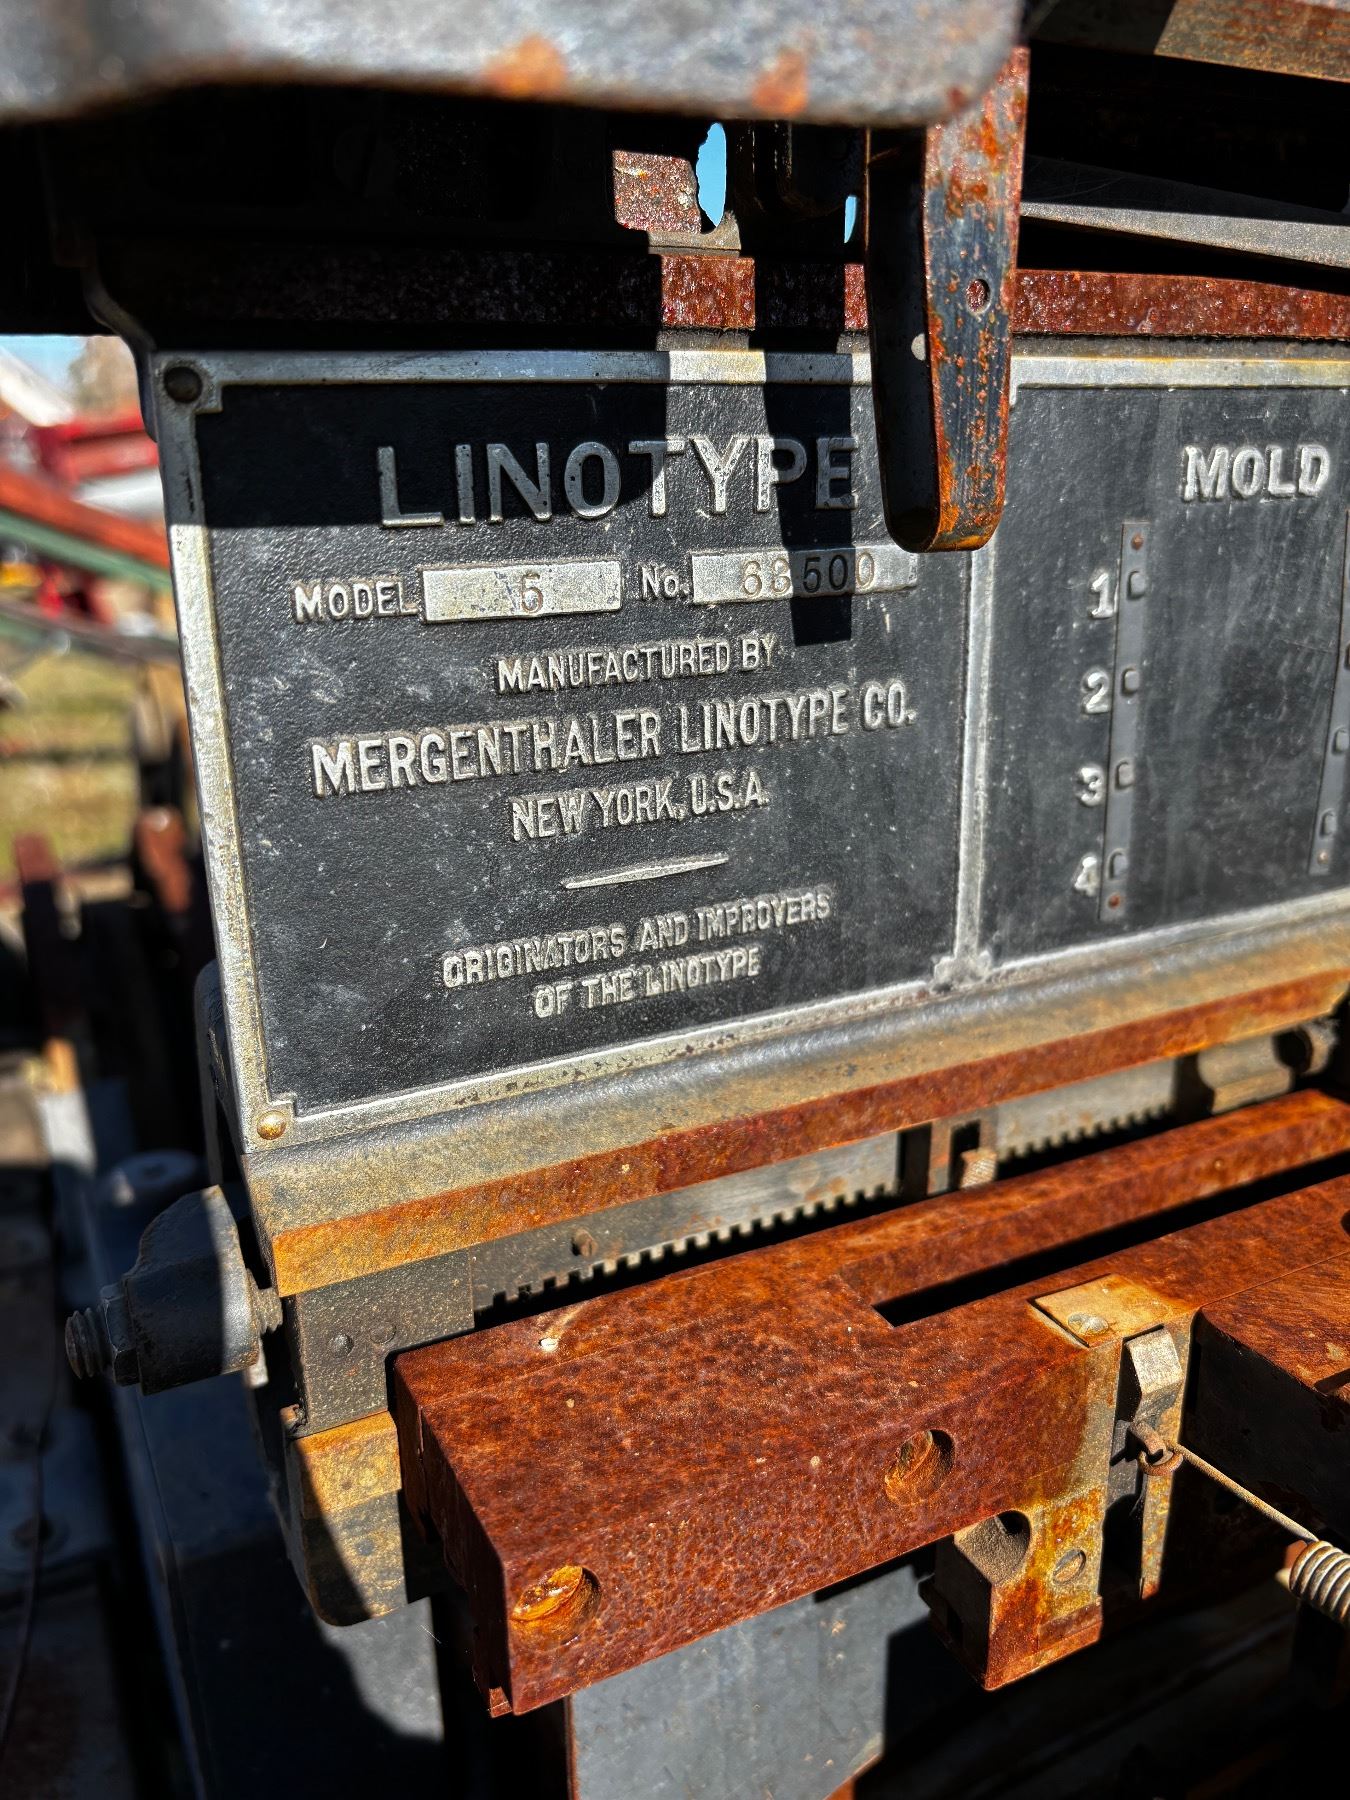 LINOTYPE
MODEL 5 No. 68500
MANUFACTURED BY
MERGENTHALER LINOTYPE CO.
NEW YORK, U.S.A.
ORIGINATORS AND IMPROVERS
OF THE LINOTYPE
MOLD
1
2
3
4